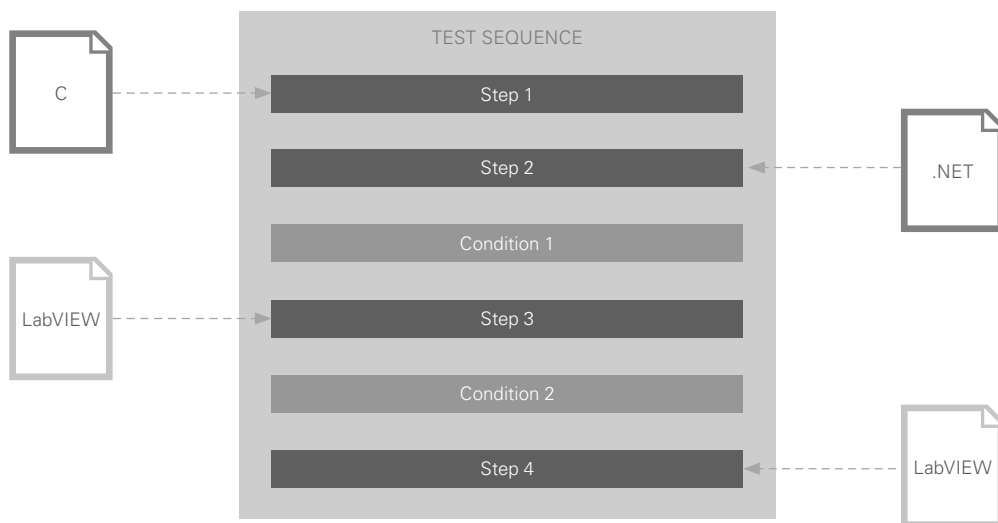 TEST SEQUENCE
C
Step 1
Step 2
.NET
Condition 1
LabVIEW
Step 3
Condition 2
Step 4
LabVIEW